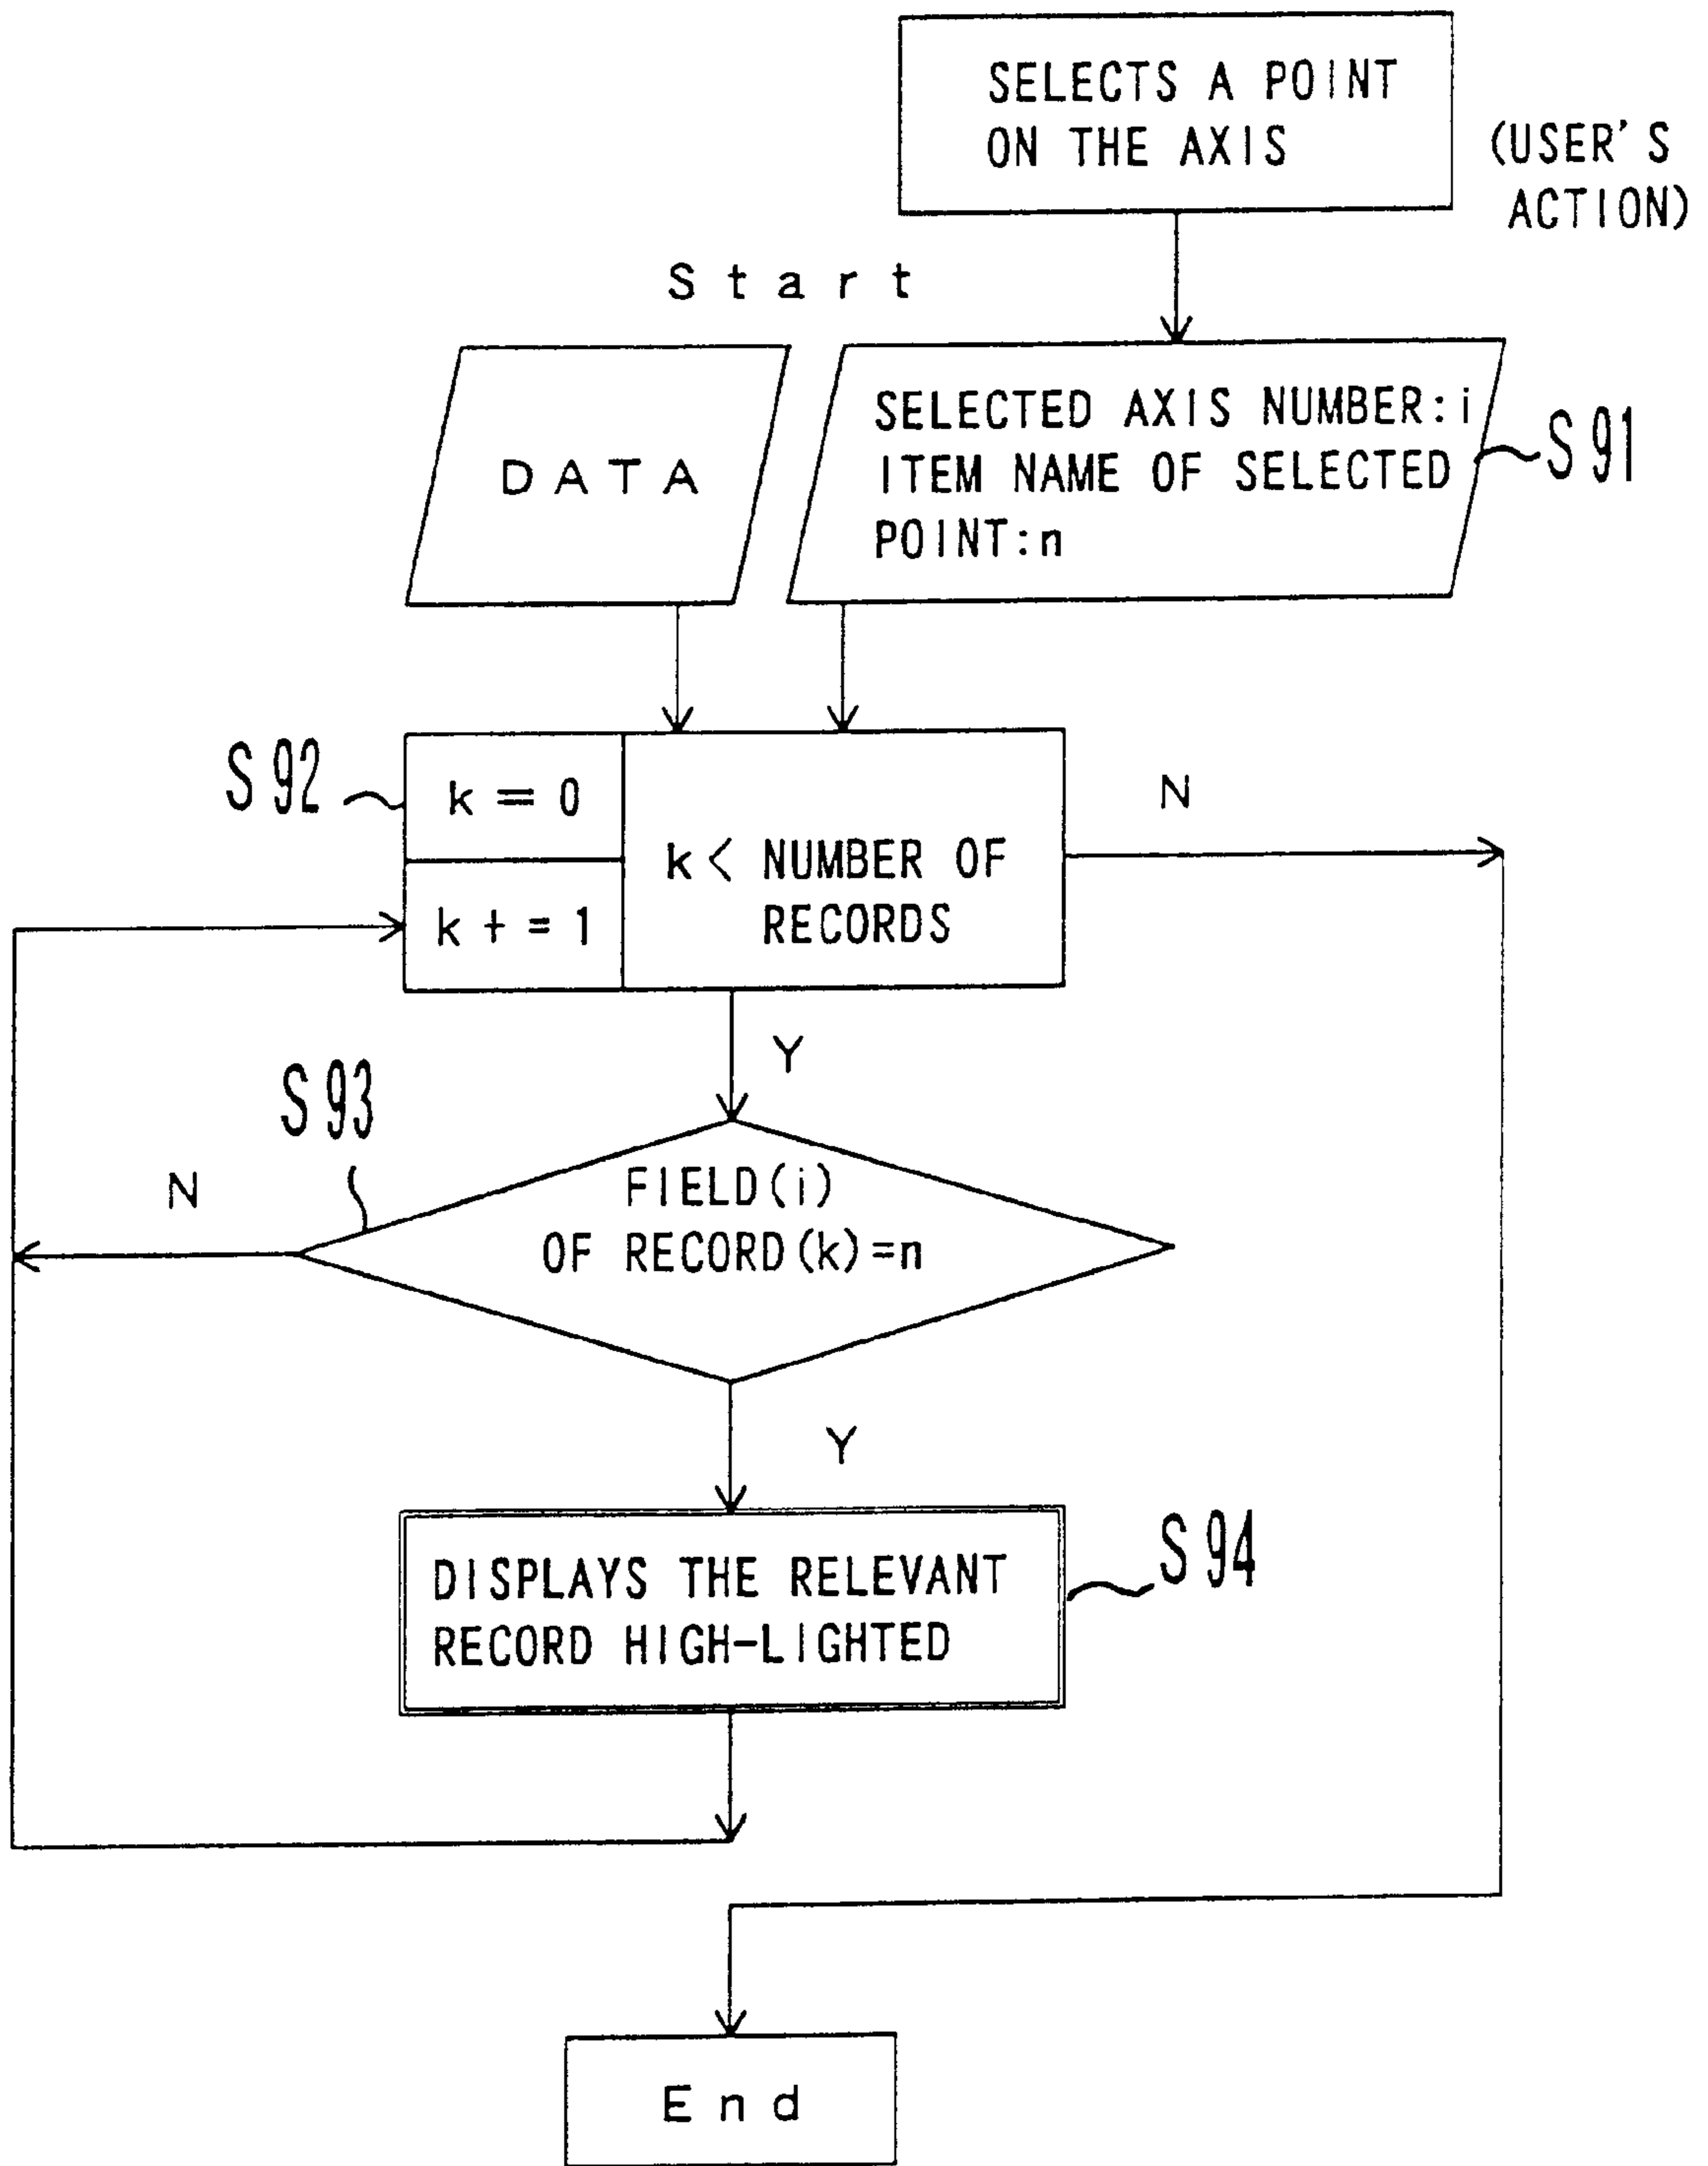 SELECTS A POINT
ON THE AXIS
(USER'S
ACTION)
Start
DATA
SELECTED AXIS NUMBER:i
ITEM NAME OF SELECTED
POINT:n
S91
S92
k=0
k+=1
k< NUMBER OF
RECORDS
N
Y
S93
N
FIELD(i)
OF RECORD(k)=n
Y
DISPLAYS THE RELEVANT
RECORD HIGH-LIGHTED
S94
End